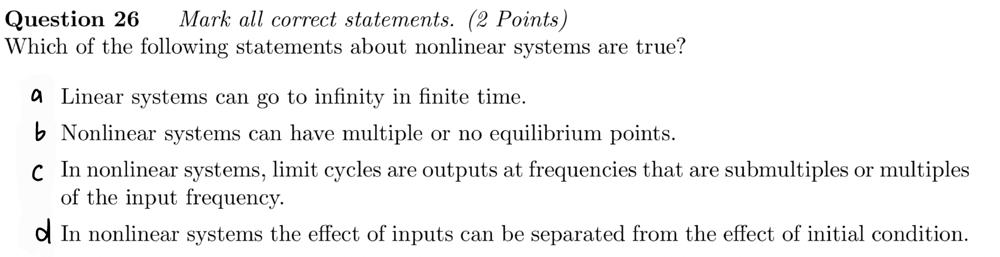 Question 26 Mark all correct statements. (2 Points)
Which of the following statements about nonlinear systems are true?
a Linear systems can go to infinity in finite time.
b Nonlinear systems can have multiple or no equilibrium points.
c In nonlinear systems, limit cycles are outputs at frequencies that are submultiples or multiples
of the input frequency.
d In nonlinear systems the effect of inputs can be separated from the effect of initial condition.